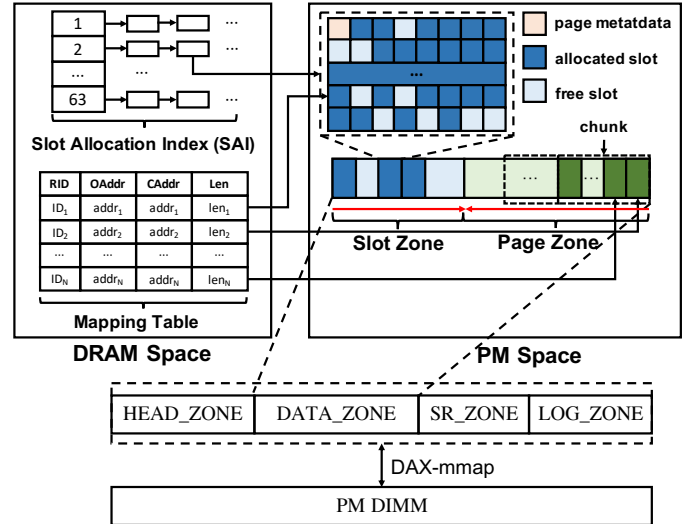 1
...
2
...
...
...
63
...
Slot Allocation Index (SAI)
RID OAddr CAddr Len
ID1 addr1 addr1 len1
ID2 addr2 addr2 len2
... ... ... ...
IDN addrN addrN lenN
Mapping Table
DRAM Space
...
page metatdata
allocated slot
free slot
chunk
... ...
Slot Zone Page Zone
PM Space
HEAD_ZONE DATA_ZONE SR_ZONE LOG_ZONE
DAX-mmap
PM DIMM